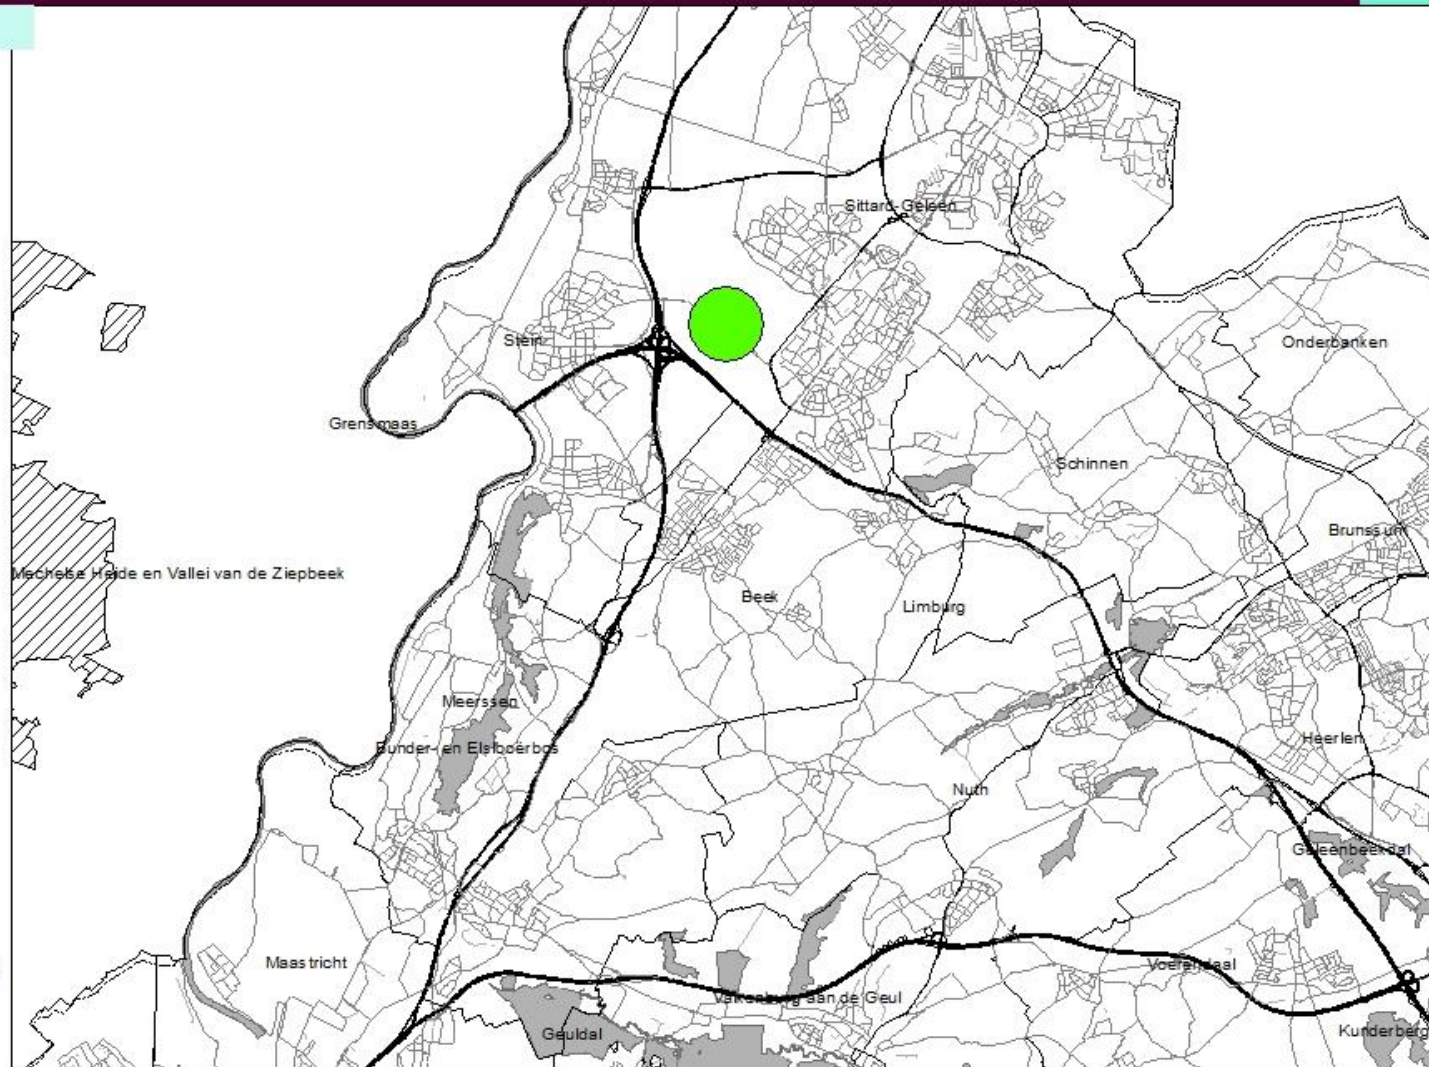 Sittard-Geleen
Stein
Onderbanken
Grensmaas
Schinnen
Brunssum
Mechelse Heide en Vallei van de Ziepbeek
Beek
Limburg
Meerssen
Heerlen
Bunder- en Elslooërbos
Nuth
Geleenbeekdal
Maastricht
Voerendaal
Valkenburg aan de Geul
Geuldal
Kunderberg